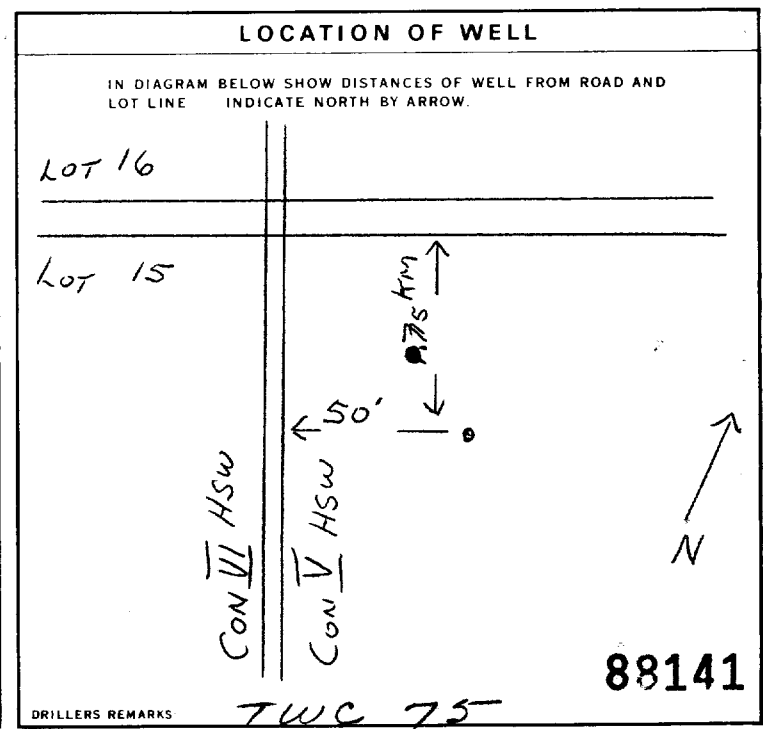 LOCATION OF WELL
IN DIAGRAM BELOW SHOW DISTANCES OF WELL FROM ROAD AND
LOT LINE INDICATE NORTH BY ARROW.
LOT 16
LOT 15
.75 KM
50'
CON VI HSW
CON V HSW
N
88141
DRILLERS REMARKS TWC 75